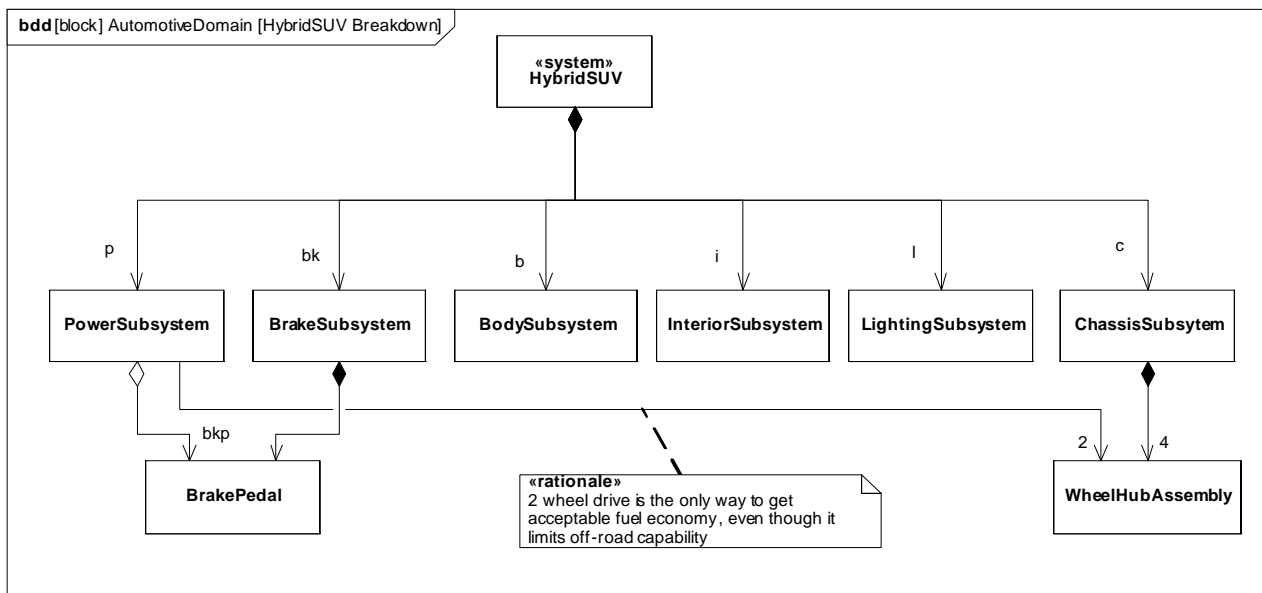 bdd [block] AutomotiveDomain [HybridSUV Breakdown]
«system»
HybridSUV
p
bk
b
i
l
c
PowerSubsystem
BrakeSubsystem
BodySubsystem
InteriorSubsystem
LightingSubsystem
ChassisSubsytem
bkp
2
4
BrakePedal
«rationale»
2 wheel drive is the only way to get
acceptable fuel economy, even though it
limits off-road capability
WheelHubAssembly